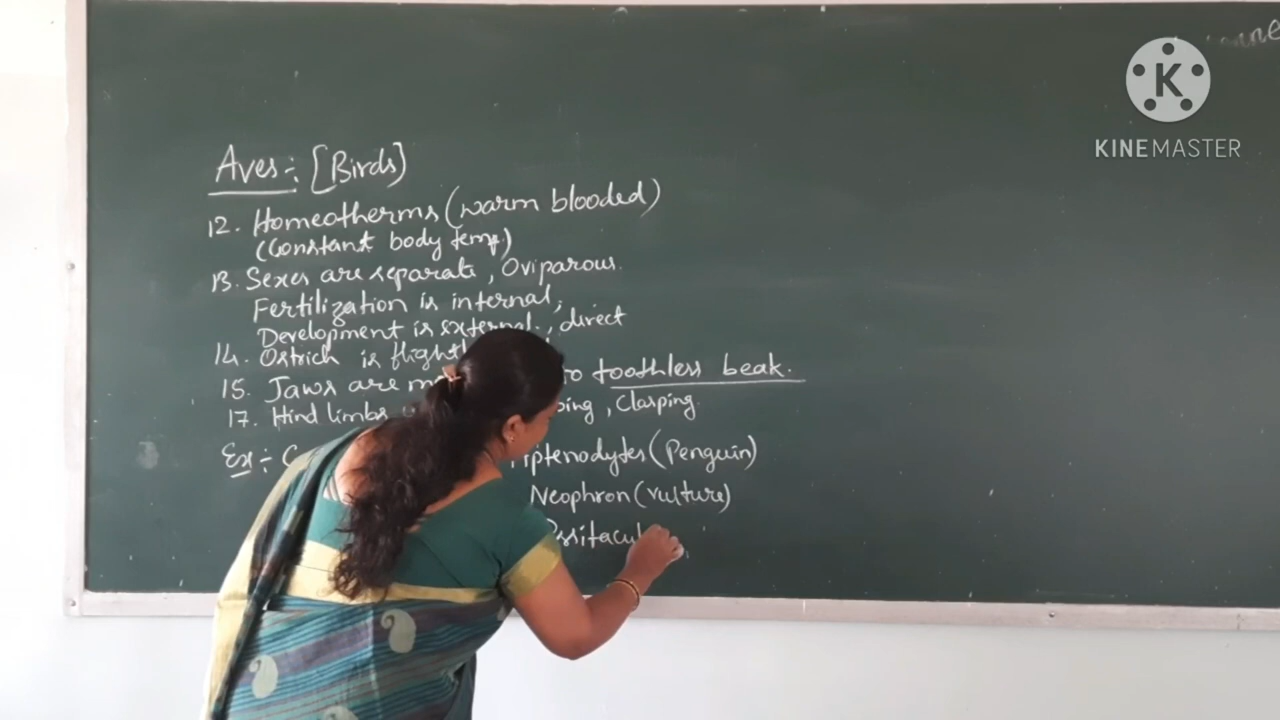 Aves :- [Birds]
12. Homeotherms (warm blooded)
(Constant body temp)
13. Sexes are separate, Oviparous.
Fertilization is internal,
Development is external, direct
14. Ostrich is
15. Jaws are toothless beak.
17. Hind limbs , Clasping.
Ex :- (Penguin)
Neophron (vulture)
K
KINEMASTER